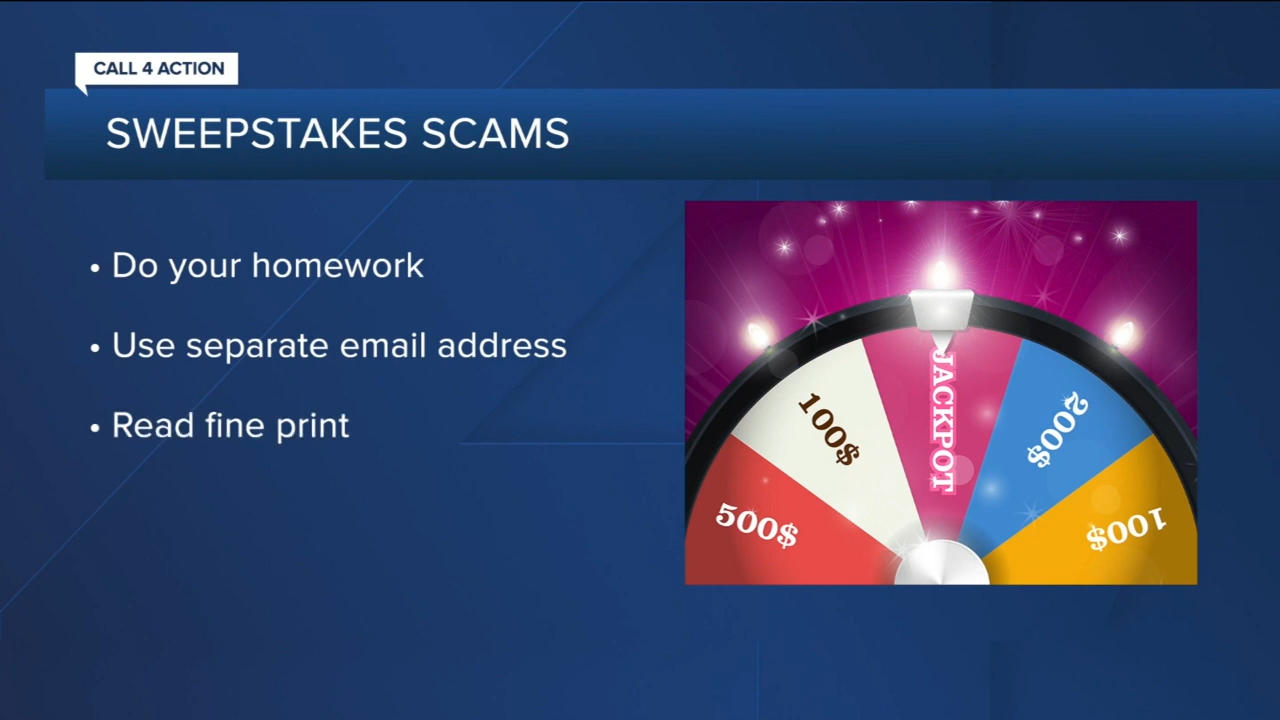 CALL 4 ACTION
SWEEPSTAKES SCAMS
• Do your homework
• Use separate email address
• Read fine print
500$
100$
JACKPOT
200$
100$